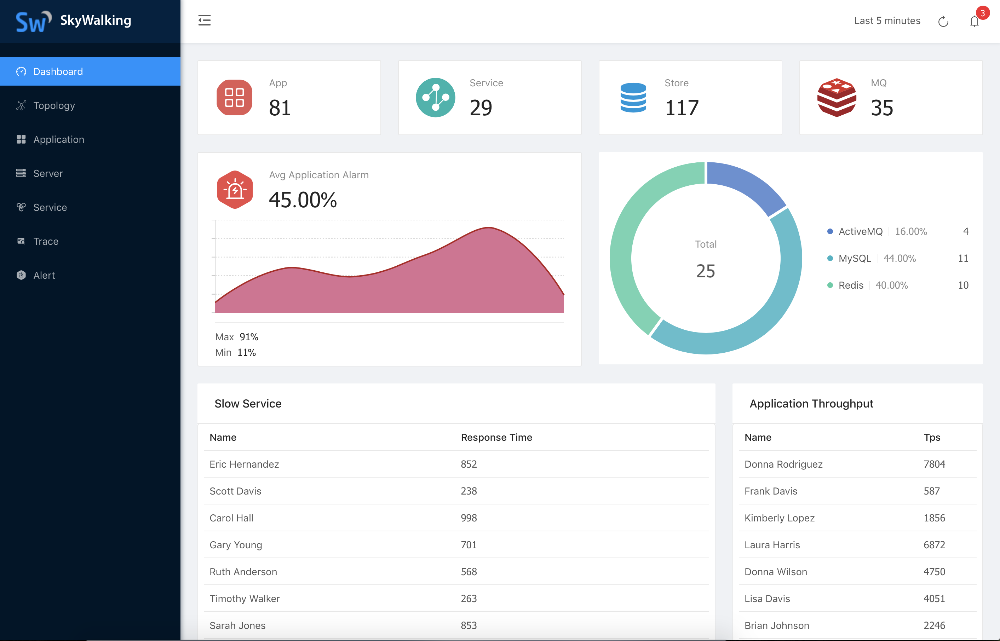 Sw SkyWalking
Last 5 minutes
3
Dashboard
Topology
Application
Server
Service
Trace
Alert
App
81
Service
29
Store
117
MQ
35
Avg Application Alarm
45.00%
Max 91%
Min 11%
Total
25
ActiveMQ 16.00% 4
MySQL 44.00% 11
Redis 40.00% 10
Slow Service
Name Response Time
Eric Hernandez 852
Scott Davis 238
Carol Hall 998
Gary Young 701
Ruth Anderson 568
Timothy Walker 263
Sarah Jones 853
Application Throughput
Name Tps
Donna Rodriguez 7804
Frank Davis 587
Kimberly Lopez 1856
Laura Harris 6872
Donna Wilson 4750
Lisa Davis 4051
Brian Johnson 2246